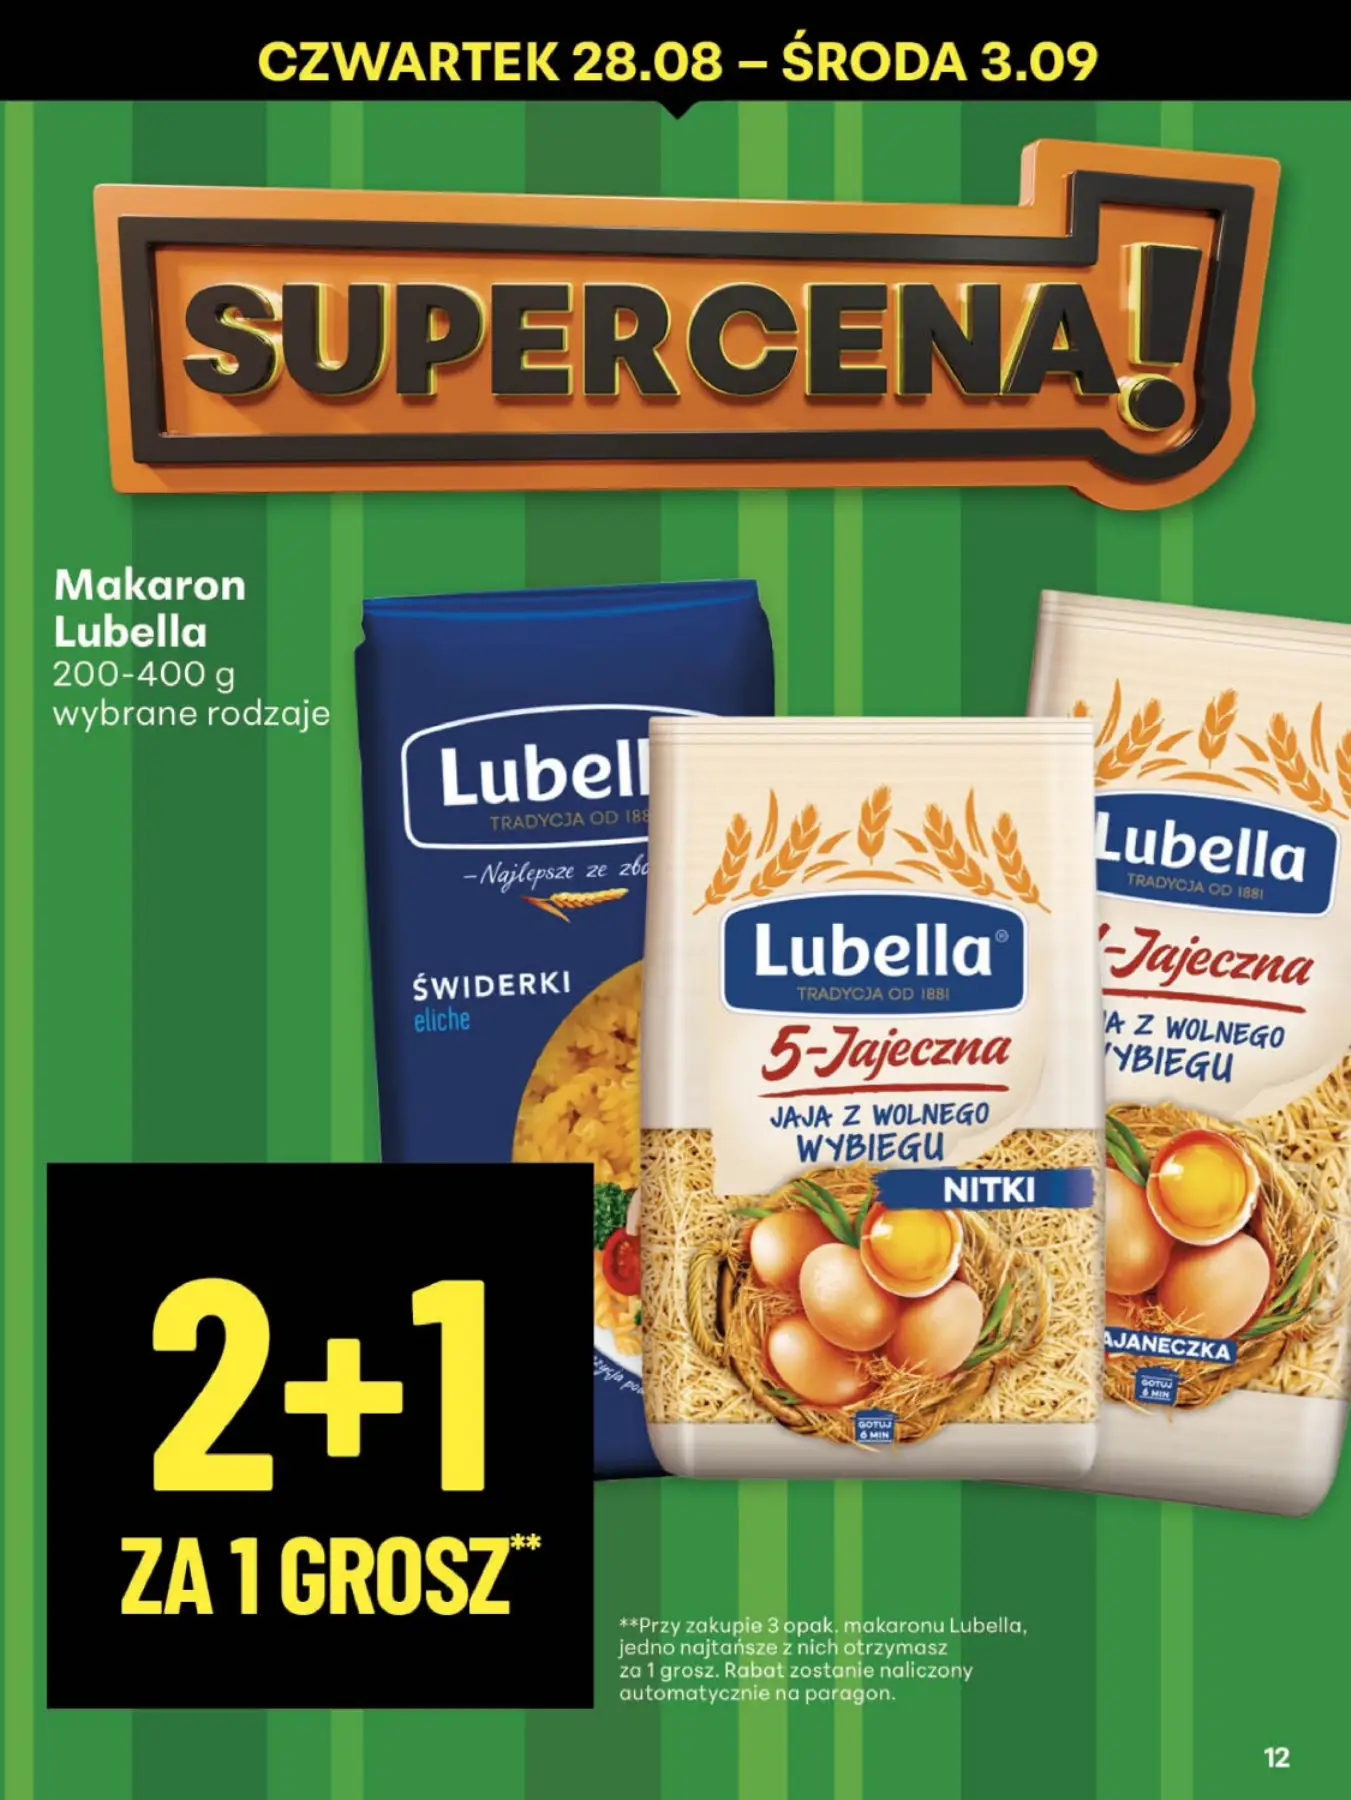 CZWARTEK 28.08 – ŚRODA 3.09
SUPERCENA!
Makaron
Lubella
200-400 g
wybrane rodzaje
Lubell
TRADYCJA OD 188
–Najlepsze ze zbo
ŚWIDERKI
eliche
Lubella®
TRADYCJA OD 1881
5-Jajeczna
JAJA Z WOLNEGO
WYBIEGU
NITKI
GOTUJ
6 MIN
Lubella
TRADYCJA OD 1881
-Jajeczna
JA Z WOLNEGO
WYBIEGU
AJANECZKA
GOTUJ
6 MIN
2+1
ZA 1 GROSZ**
**Przy zakupie 3 opak. makaronu Lubella,
jedno najtańsze z nich otrzymasz
za 1 grosz. Rabat zostanie naliczony
automatycznie na paragon.
12